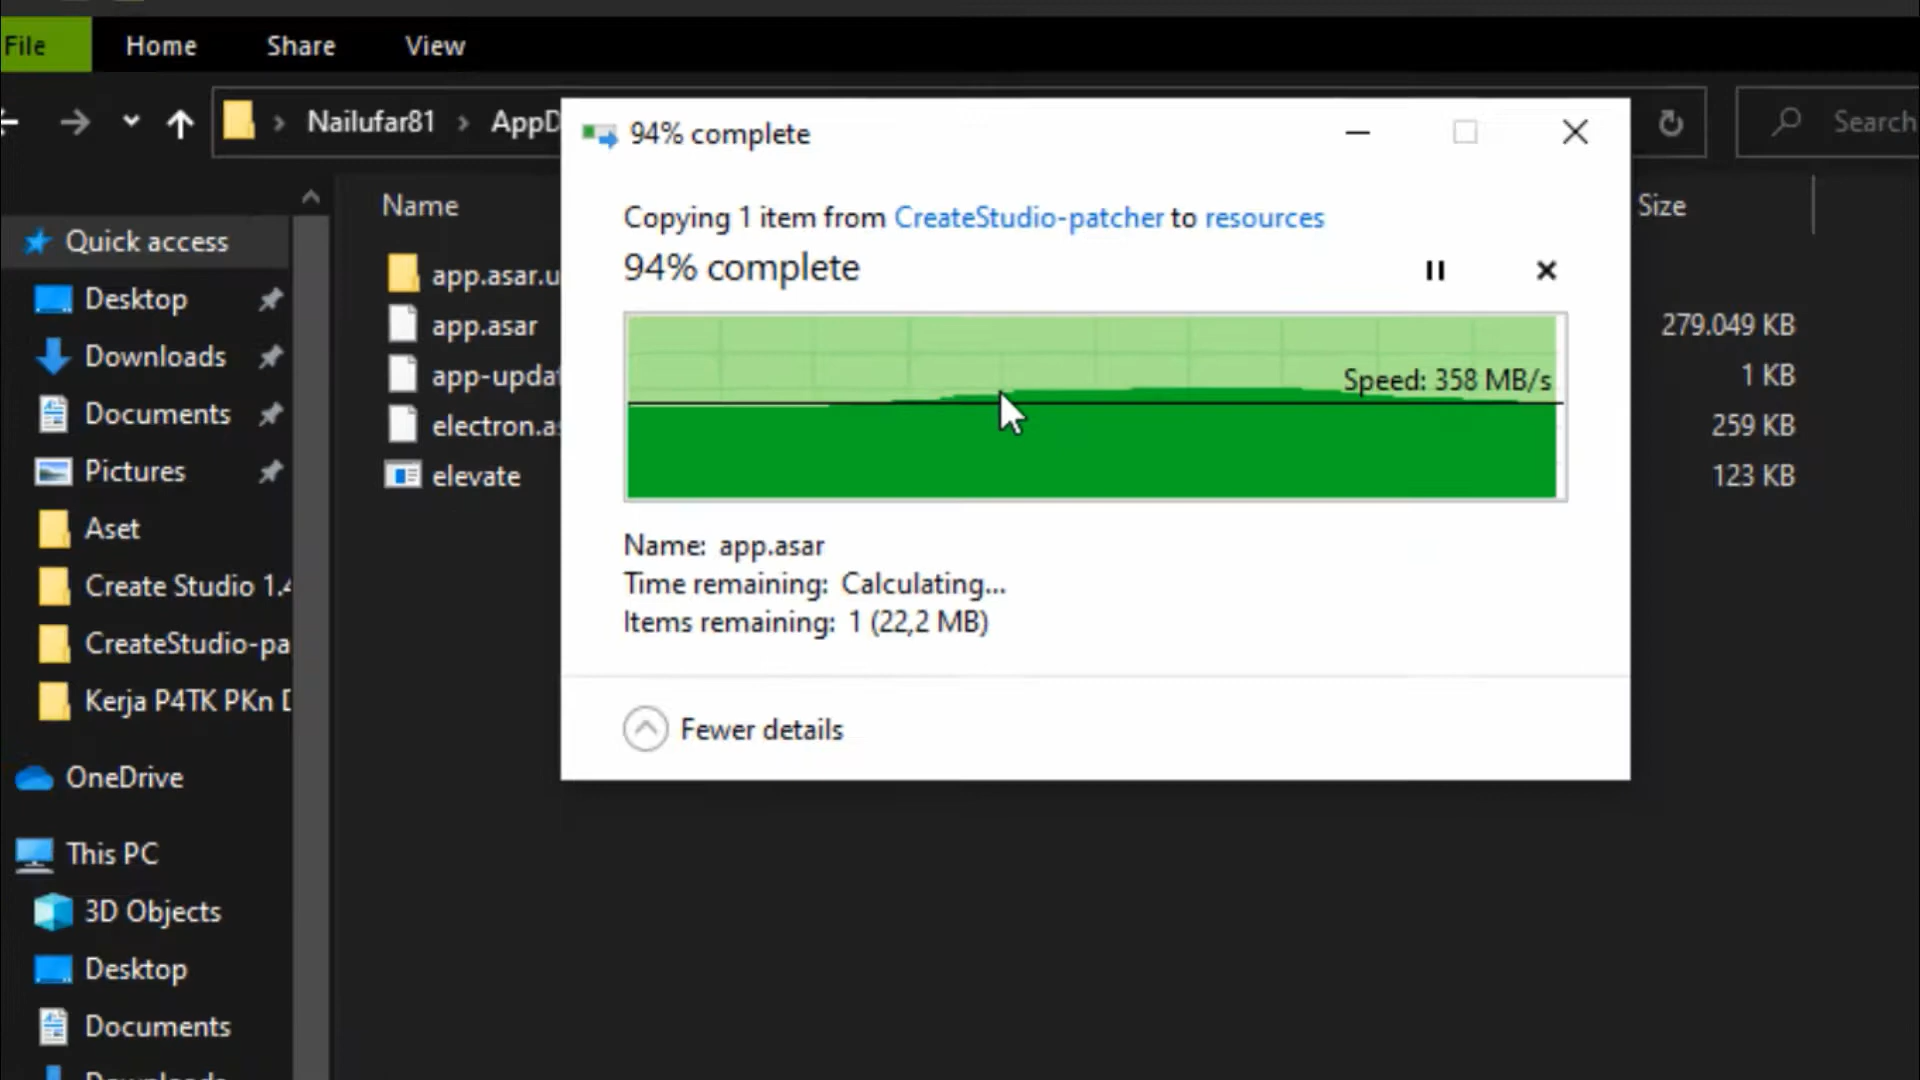 File Home Share View
Nailufar81 > AppD
Search
94% complete
Copying 1 item from CreateStudio-patcher to resources
94% complete
Speed: 358 MB/s
Name: app.asar
Time remaining: Calculating...
Items remaining: 1 (22,2 MB)
Fewer details
Name
Size
app.asar.u
app.asar
279.049 KB
app-updat
1 KB
electron.as
259 KB
elevate
123 KB
Quick access
Desktop
Downloads
Documents
Pictures
Aset
Create Studio 1.4
CreateStudio-pa
Kerja P4TK PKn D
OneDrive
This PC
3D Objects
Desktop
Documents